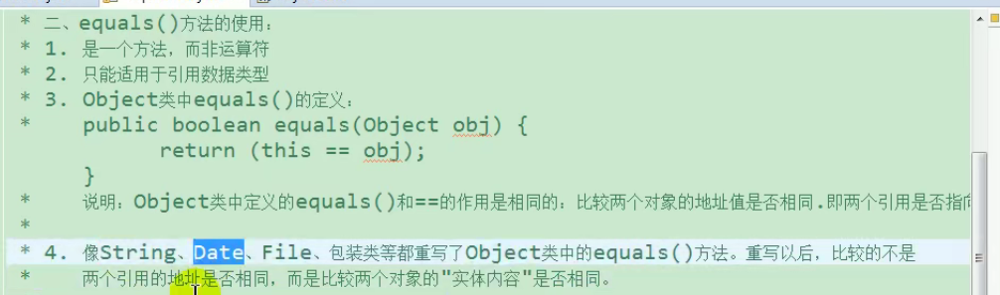 * 二、equals()方法的使用：
* 1. 是一个方法，而非运算符
* 2. 只能适用于引用数据类型
* 3. Object类中equals()的定义：
* public boolean equals(Object obj) {
return (this == obj);
}
* 说明：Object类中定义的equals()和==的作用是相同的：比较两个对象的地址值是否相同.即两个引用是否指向
*
* 4. 像String、Date、File、包装类等都重写了Object类中的equals()方法。重写以后，比较的不是
* 两个引用的地址是否相同，而是比较两个对象的"实体内容"是否相同。